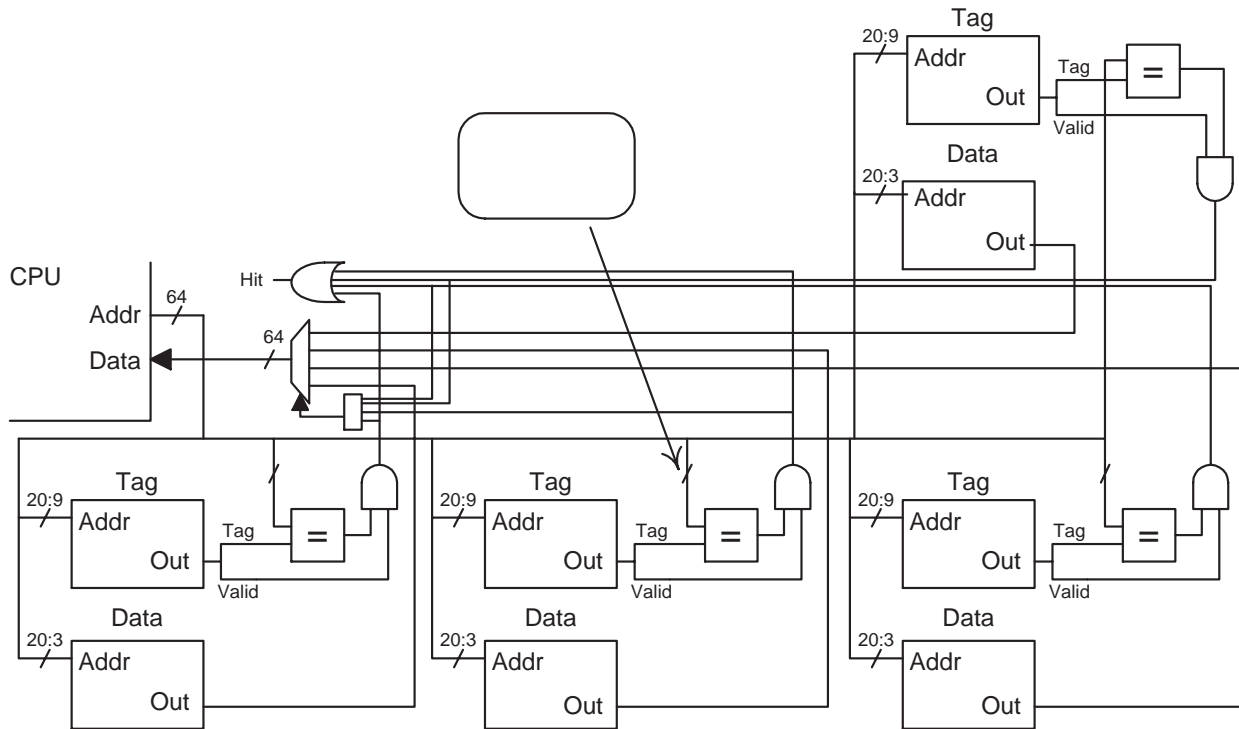 Tag
20:9
Addr
Out
Tag
Valid
=
Data
20:3
Addr
Out
CPU
Addr
64
Data
64
Hit
Tag
20:9
Addr
Out
Tag
Valid
=
Data
20:3
Addr
Out
Tag
20:9
Addr
Out
Tag
Valid
=
Data
20:3
Addr
Out
Tag
20:9
Addr
Out
Tag
Valid
=
Data
20:3
Addr
Out